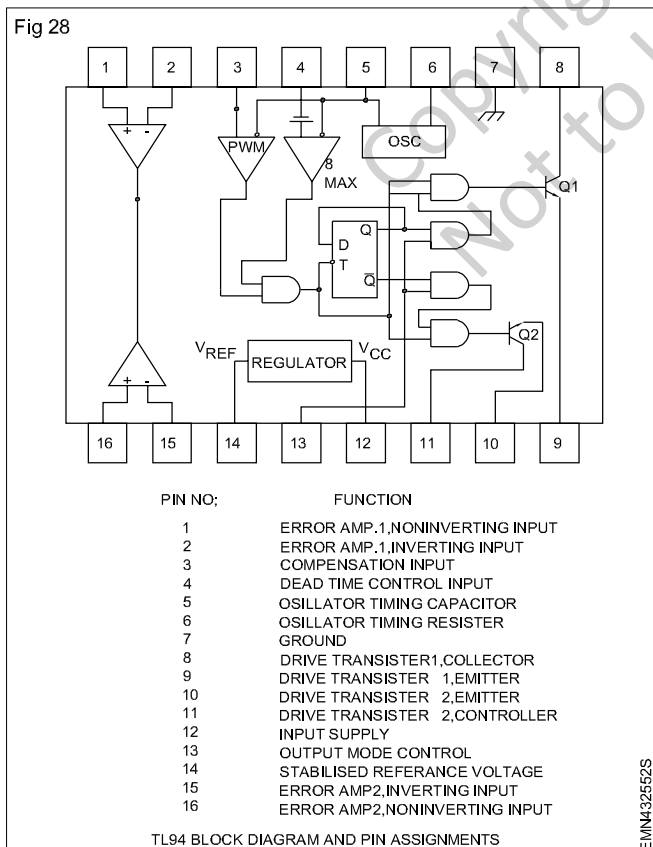 Fig 28
Copyright
Not to
1 2 3 4 5 6 7 8
+ - PWM 8 OSC
MAX
Q1
Q
D
T
Q̅
VREF REGULATOR VCC
Q2
+ -
16 15 14 13 12 11 10 9
PIN NO; FUNCTION
1 ERROR AMP.1,NONINVERTING INPUT
2 ERROR AMP.1,INVERTING INPUT
3 COMPENSATION INPUT
4 DEAD TIME CONTROL INPUT
5 OSILLATOR TIMING CAPACITOR
6 OSILLATOR TIMING RESISTER
7 GROUND
8 DRIVE TRANSISTER1,COLLECTOR
9 DRIVE TRANSISTER 1,EMITTER
10 DRIVE TRANSISTER 2,EMITTER
11 DRIVE TRANSISTER 2,CONTROLLER
12 INPUT SUPPLY
13 OUTPUT MODE CONTROL
14 STABILISED REFERANCE VOLTAGE
15 ERROR AMP2,INVERTING INPUT
16 ERROR AMP2,NONINVERTING INPUT
TL94 BLOCK DIAGRAM AND PIN ASSIGNMENTS
EMN432552S